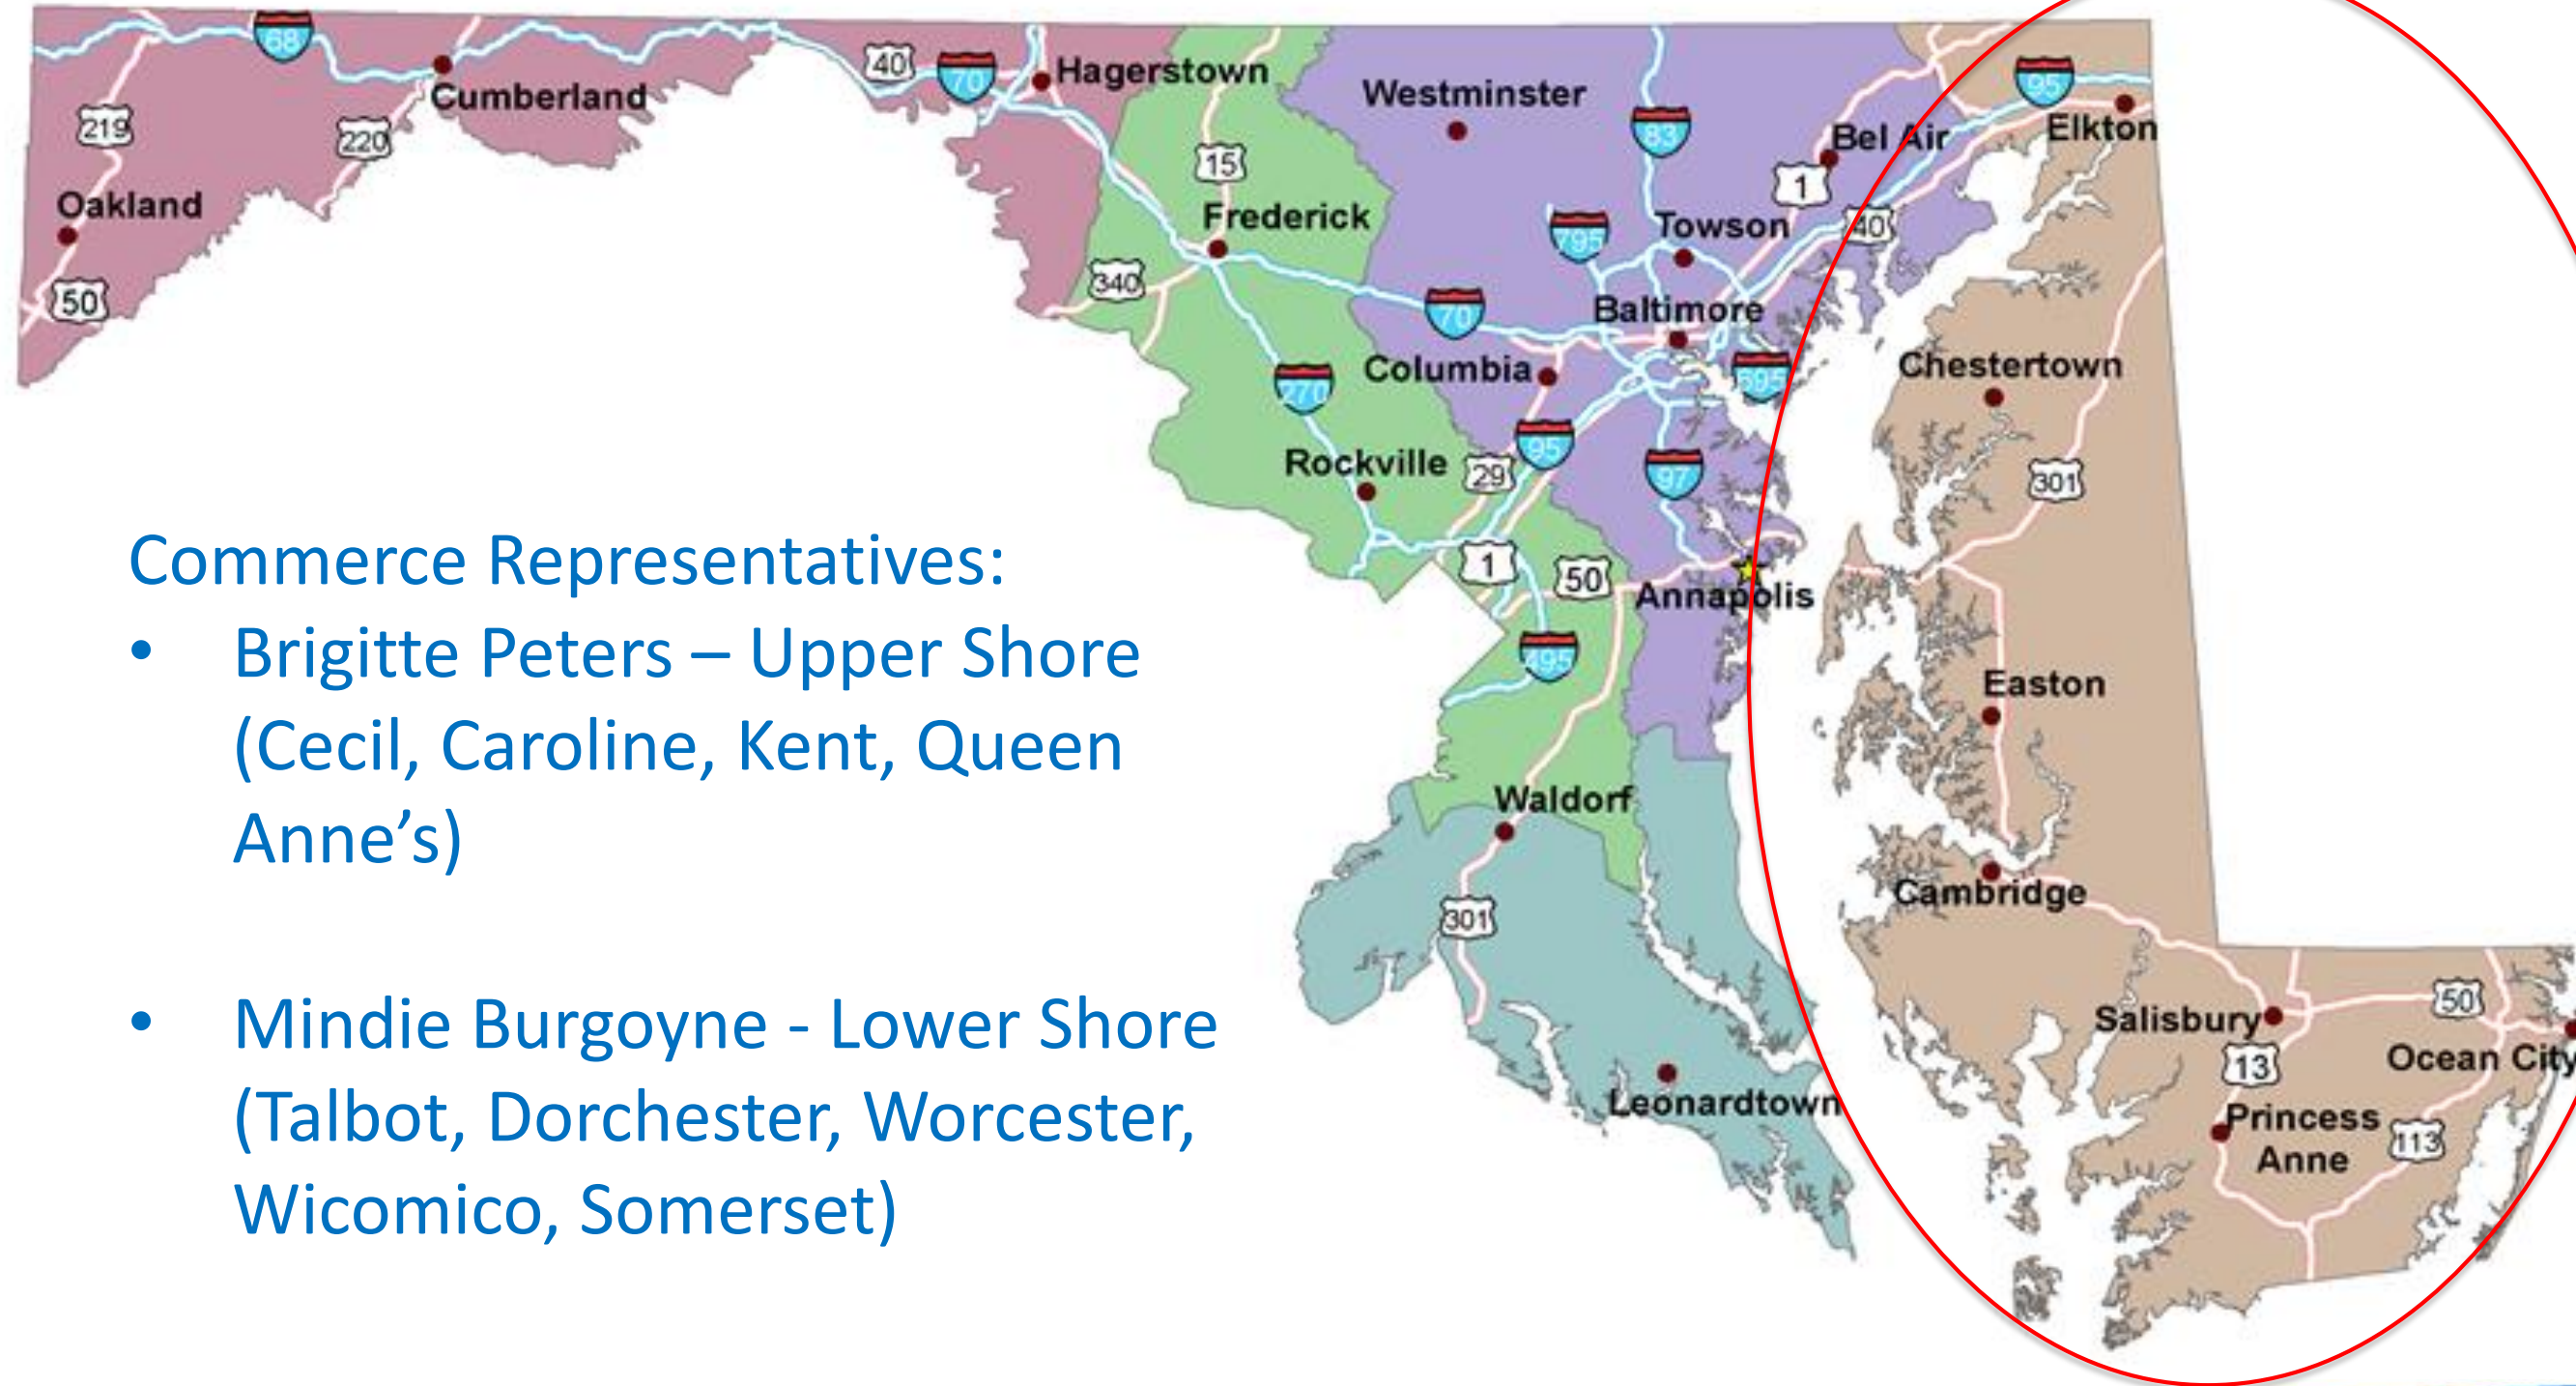 68
40
70
Hagerstown
95
Cumberland
Westminster
219
220
83
Bel Air
Elkton
15
1
Oakland
Frederick
795
Towson
40
340
50
70
Baltimore
Columbia
270
695
Chestertown
Rockville
29
95
97
301
Commerce Representatives:
1
50
Annapolis
• Brigitte Peters – Upper Shore
495
Easton
(Cecil, Caroline, Kent, Queen
Anne’s)
Waldorf
Cambridge
301
• Mindie Burgoyne - Lower Shore
Salisbury
50
13
Ocean City
(Talbot, Dorchester, Worcester,
Leonardtown
Princess
Anne
113
Wicomico, Somerset)